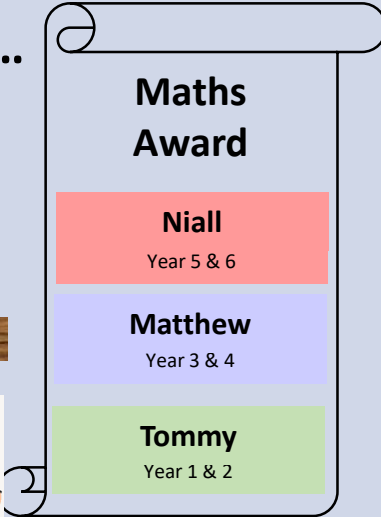 ..
Maths
Award
Niall
Year 5 & 6
Matthew
Year 3 & 4
Tommy
Year 1 & 2